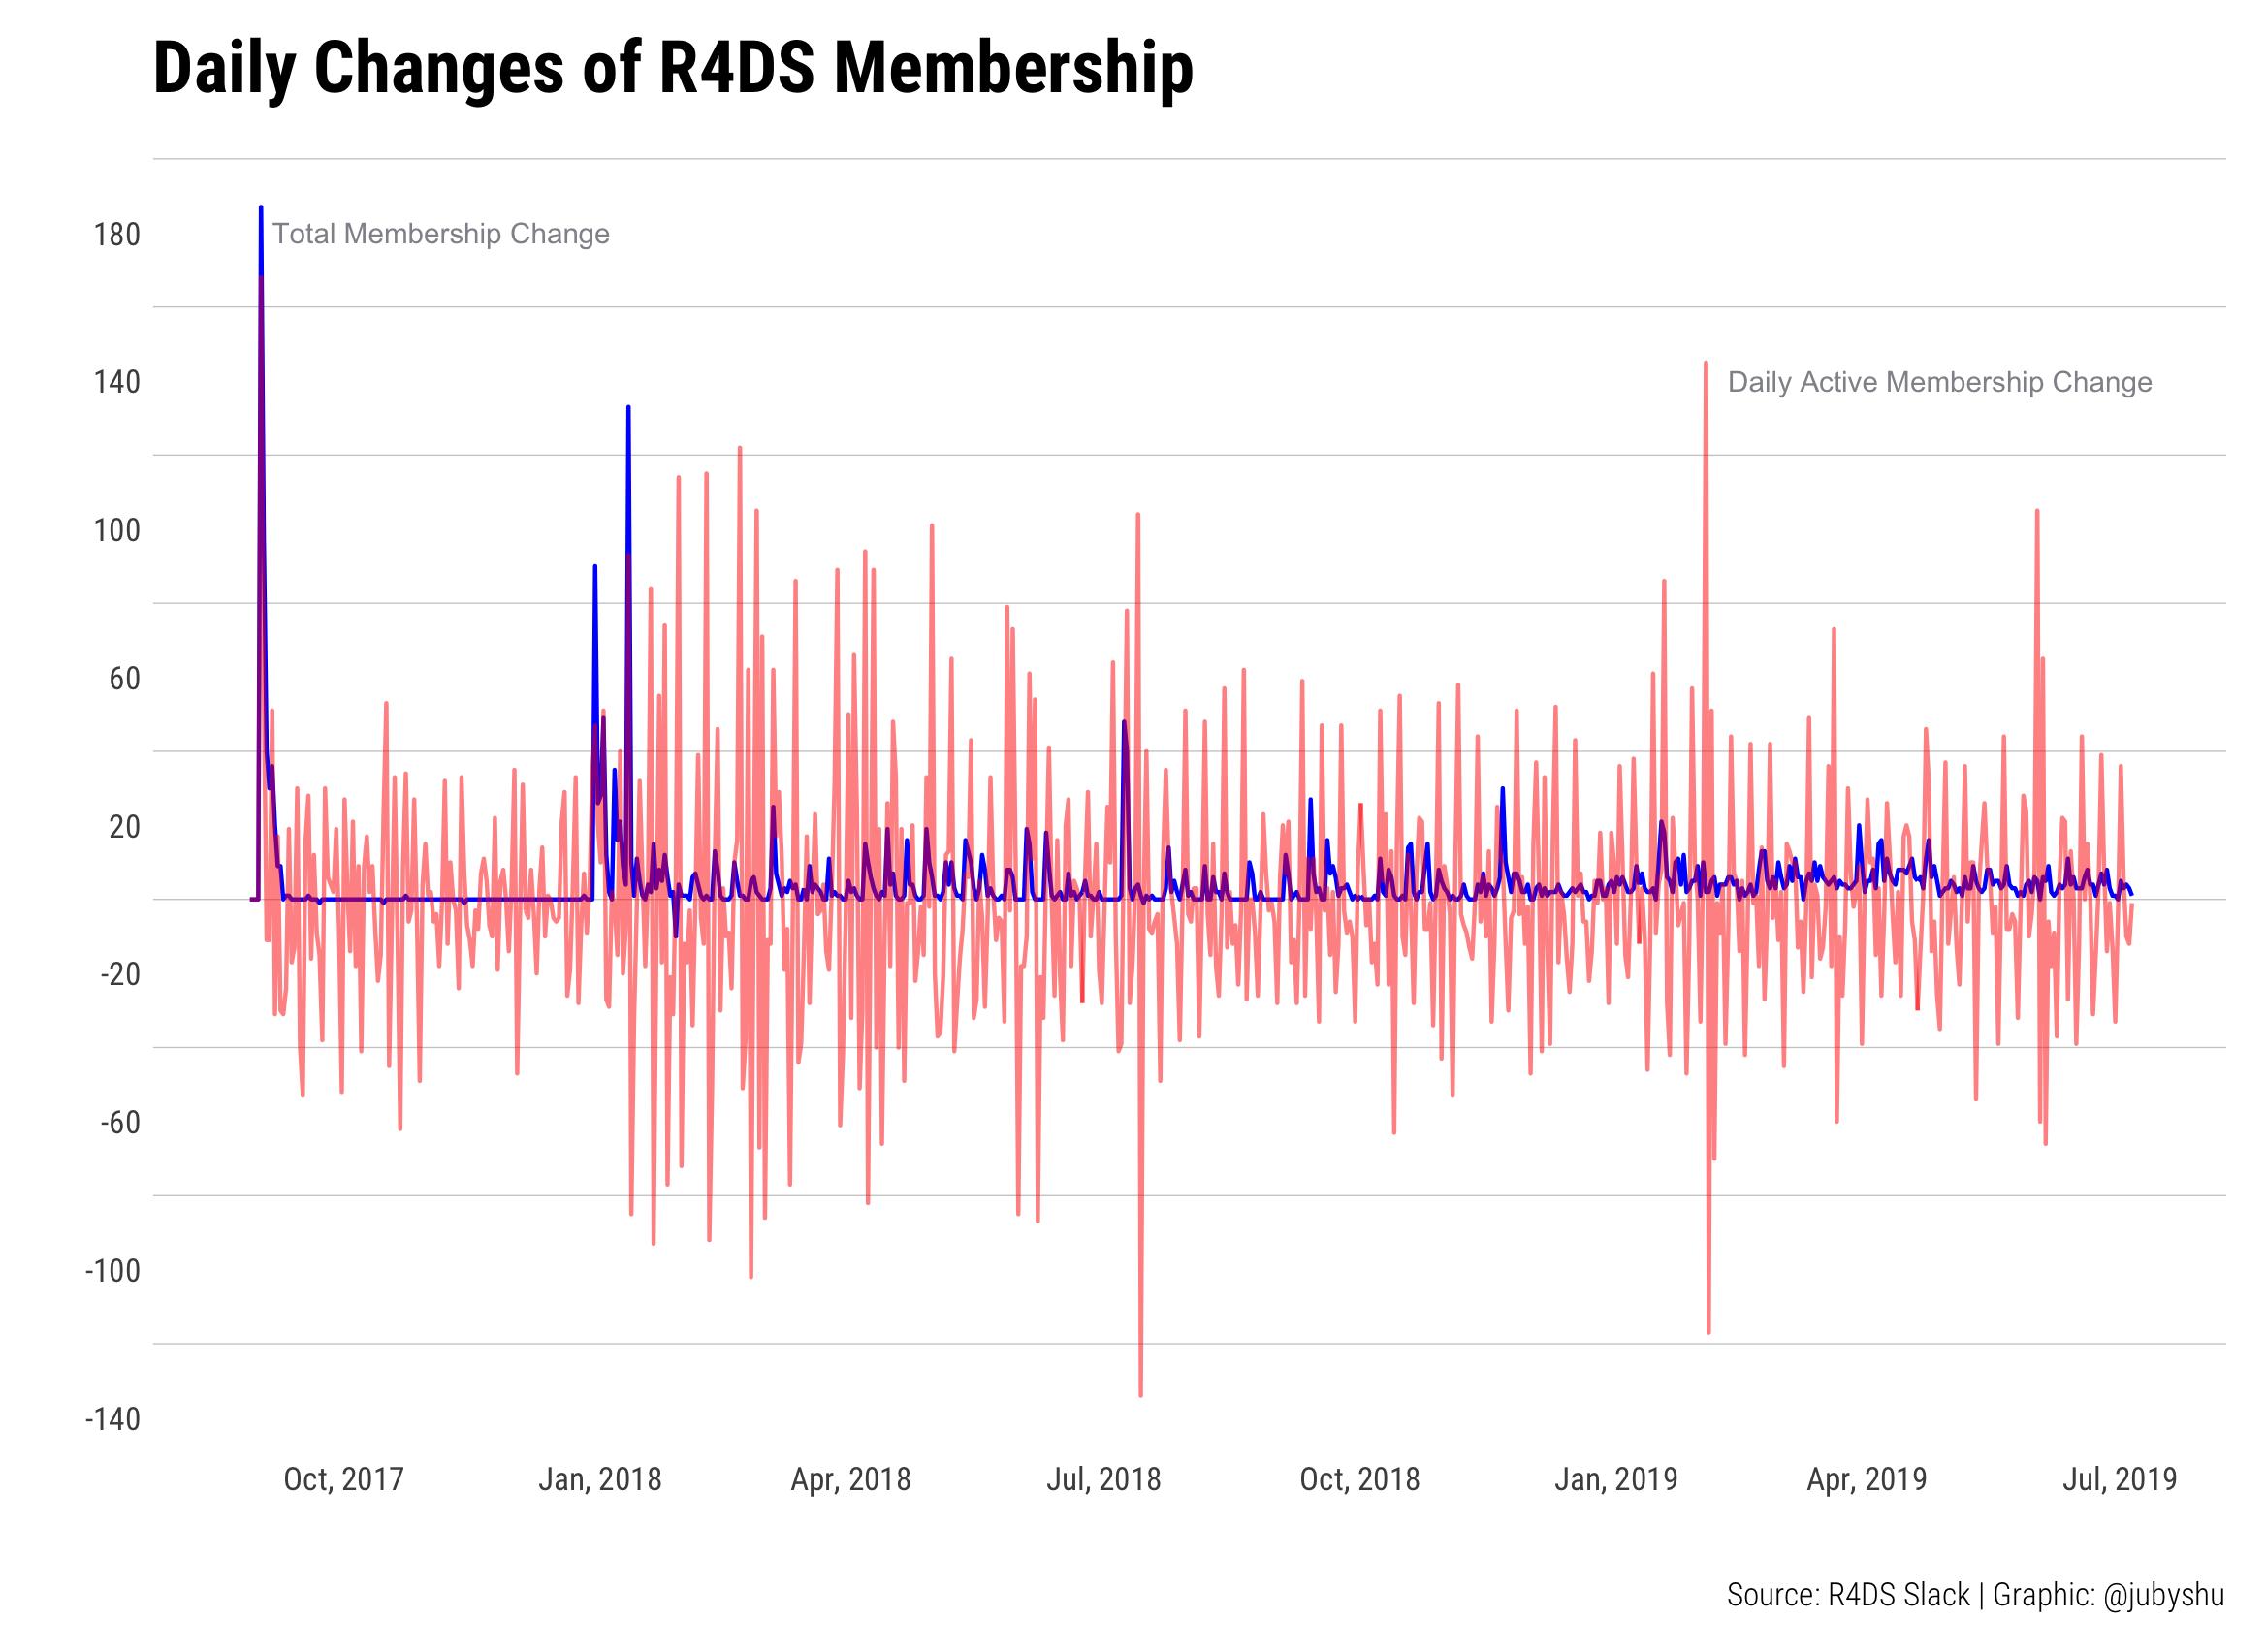 Daily Changes of R4DS Membership
180
Total Membership Change
140
Daily Active Membership Change
100
60
20
-20
-60
-100
-140
Oct, 2017
Jan, 2018
Apr, 2018
Jul, 2018
Oct, 2018
Jan, 2019
Apr, 2019
Jul, 2019
Source: R4DS Slack | Graphic: @jubyshu